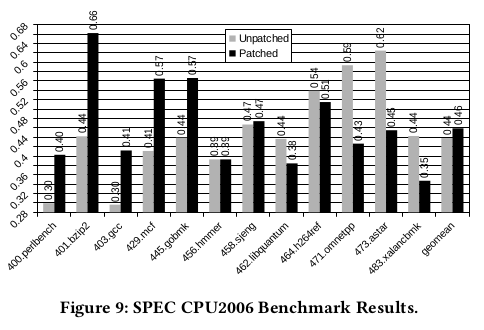 0.68
0.64
0.6
0.56
0.52
0.48
0.44
0.4
0.36
0.32
0.28
Unpatched
Patched
0.30
0.40
0.44
0.66
0.30
0.41
0.41
0.57
0.44
0.57
0.39
0.39
0.47
0.47
0.44
0.38
0.54
0.51
0.59
0.43
0.62
0.45
0.44
0.35
0.44
0.46
400.perlbench
401.bzip2
403.gcc
429.mcf
445.gobmk
456.hmmer
458.sjeng
462.libquantum
464.h264ref
471.omnetpp
473.astar
483.xalancbmk
geomean
Figure 9: SPEC CPU2006 Benchmark Results.